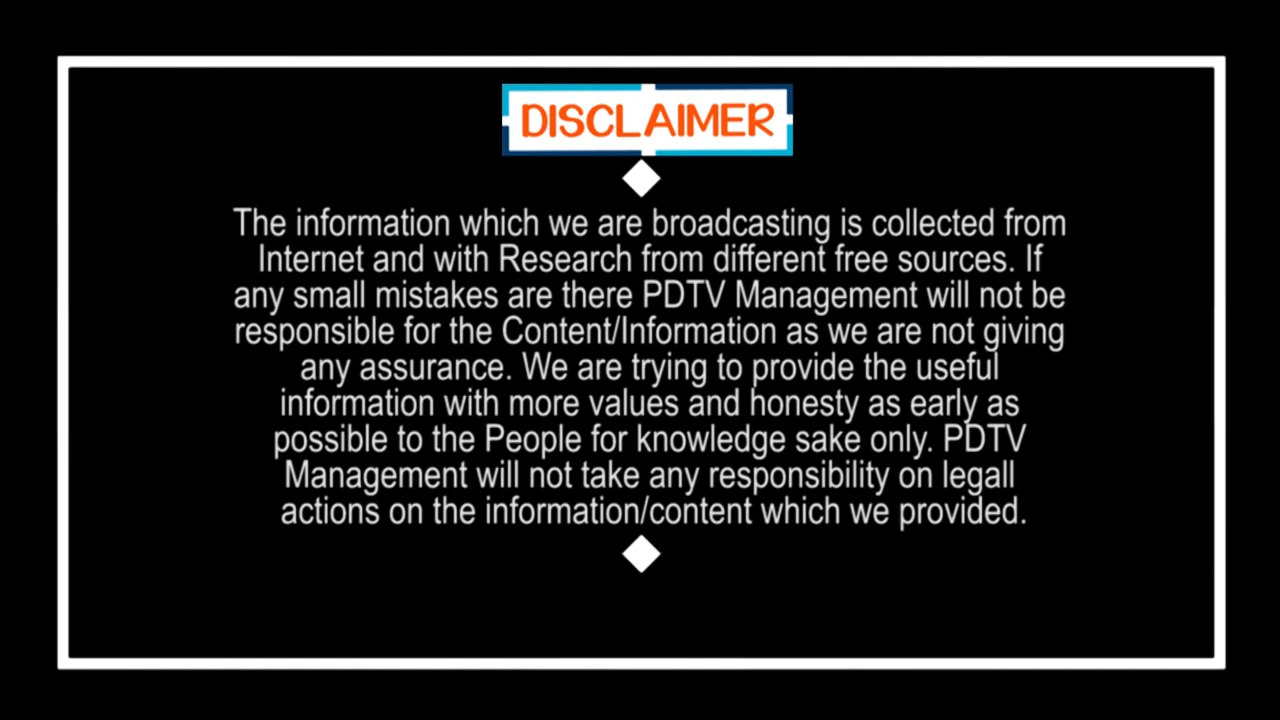 DISCLAIMER
The information which we are broadcasting is collected from
Internet and with Research from different free sources. If
any small mistakes are there PDTV Management will not be
responsible for the Content/Information as we are not giving
any assurance. We are trying to provide the useful
information with more values and honesty as early as
possible to the People for knowledge sake only. PDTV
Management will not take any responsibility on legall
actions on the information/content which we provided.